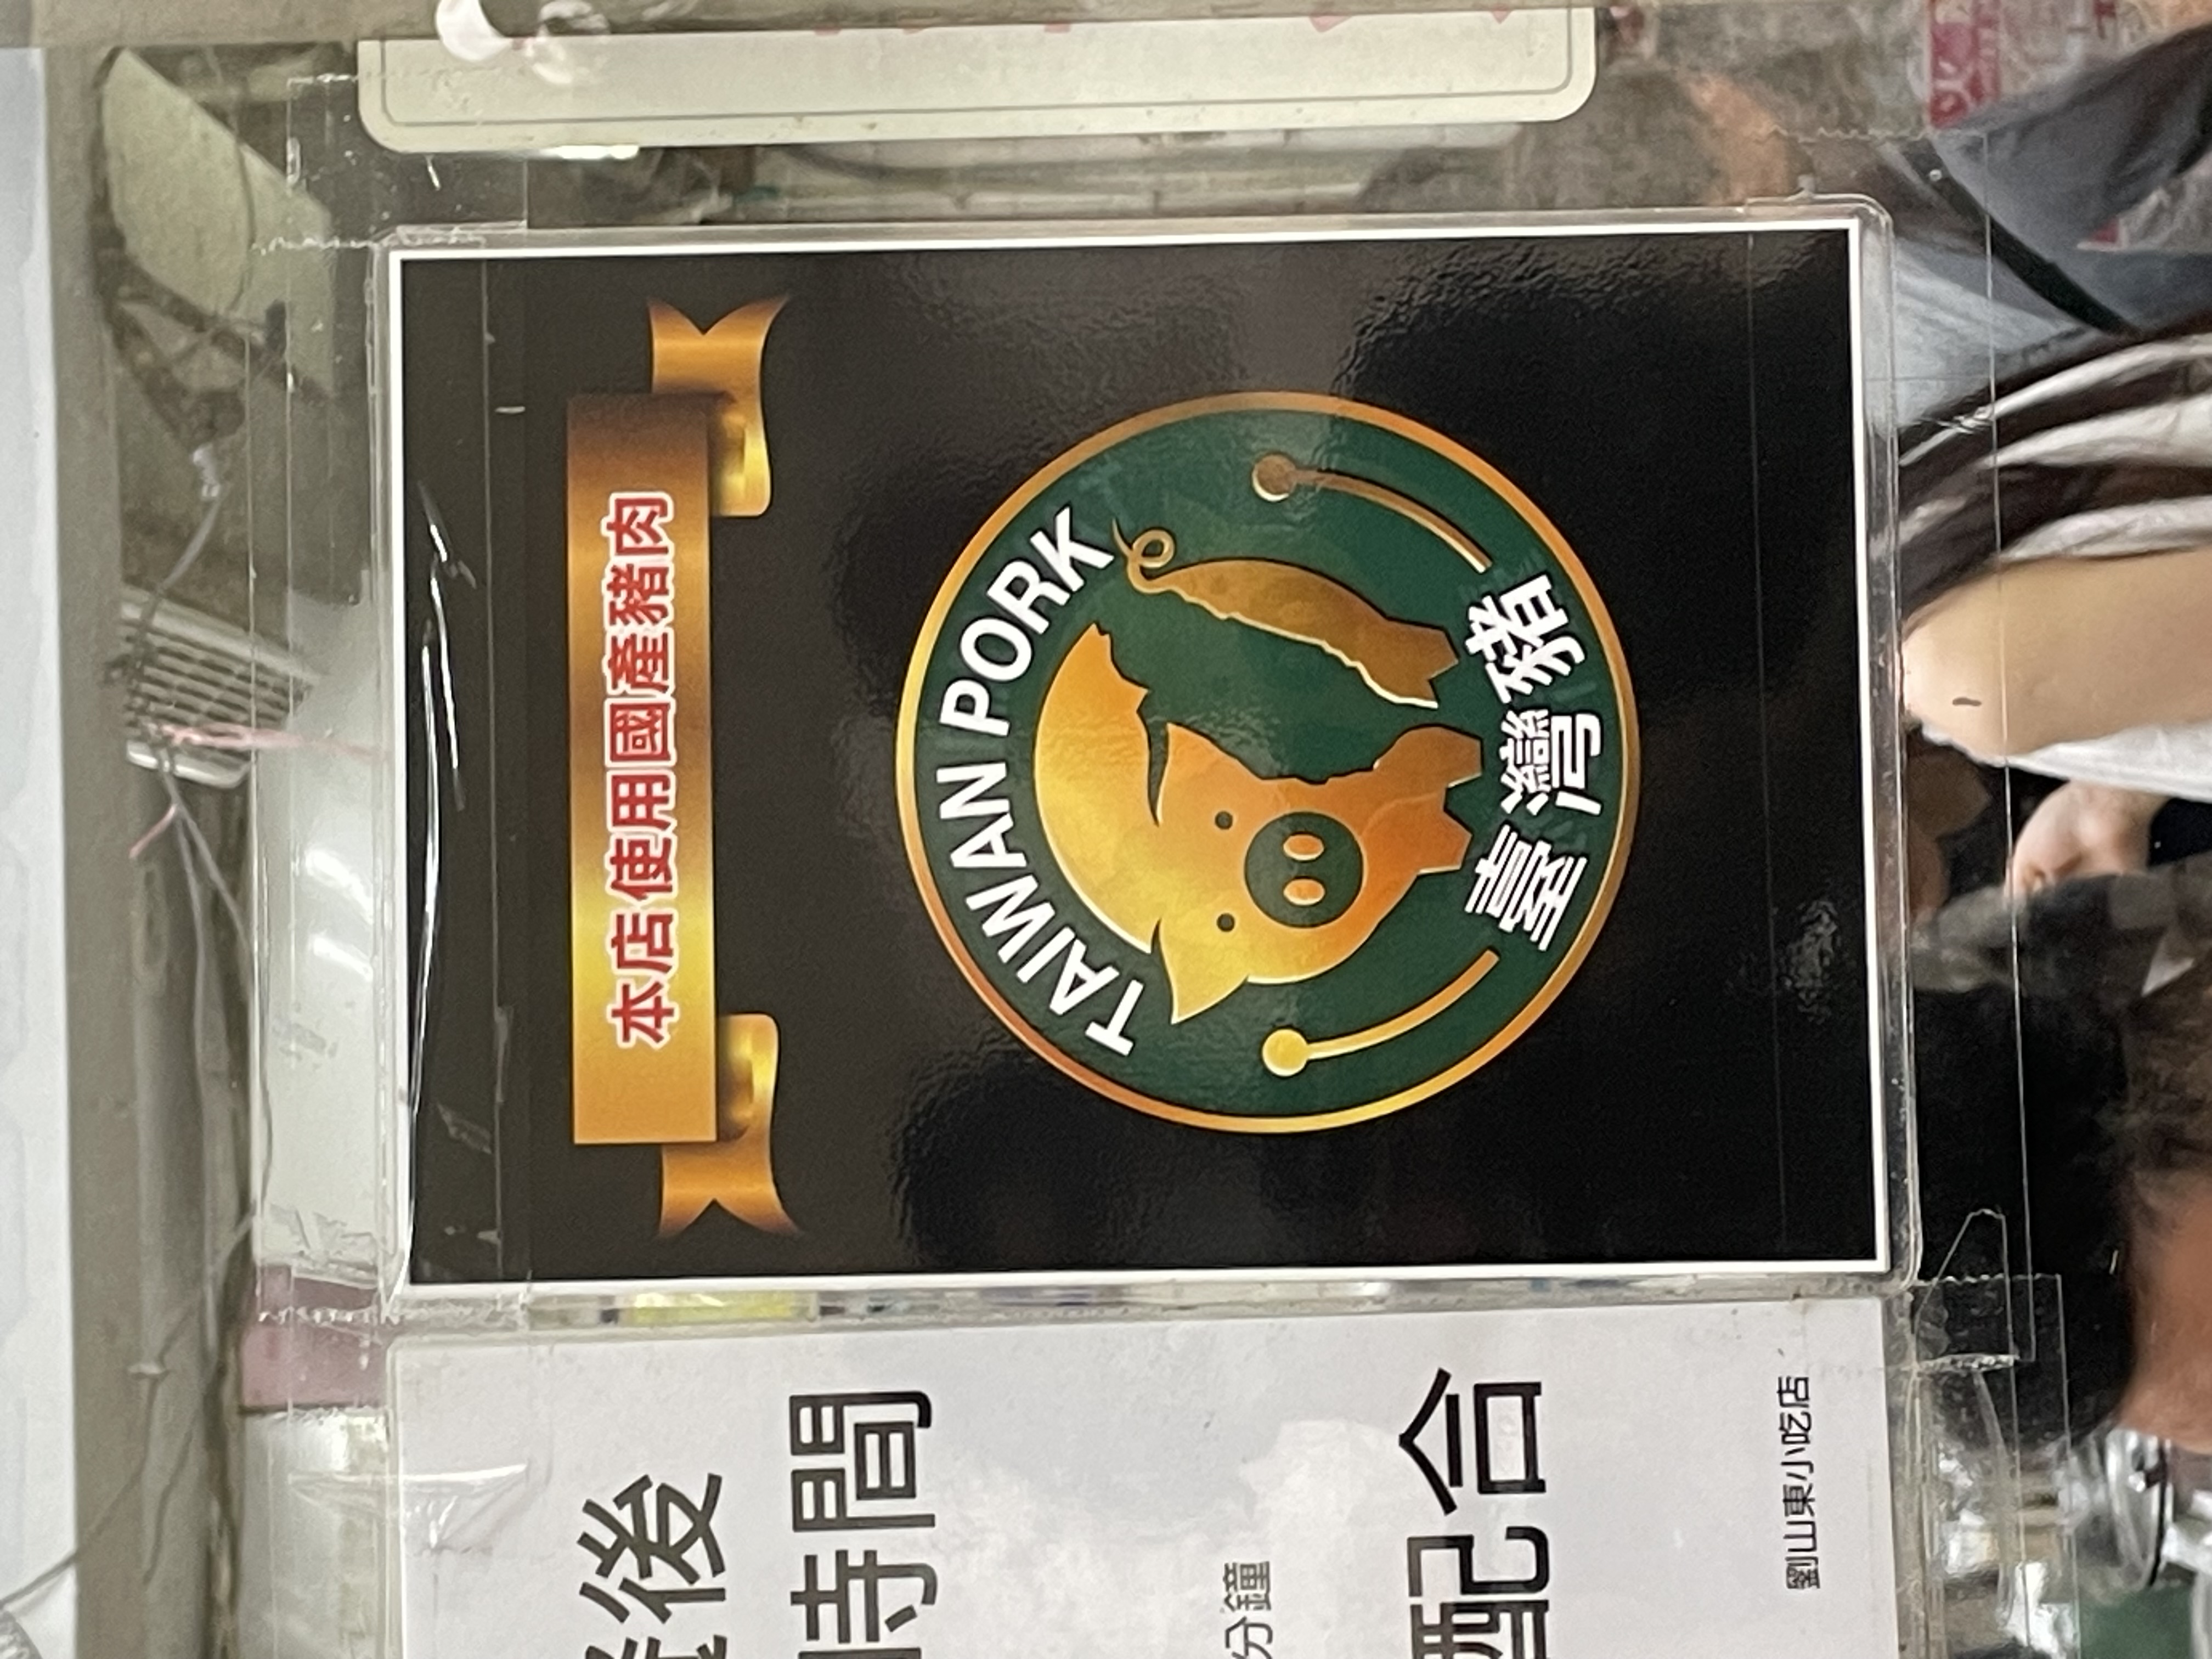 本店使用國產豬肉
TAIWAN PORK
臺灣豬
後
時間
分鐘
配合
劉山東小吃店